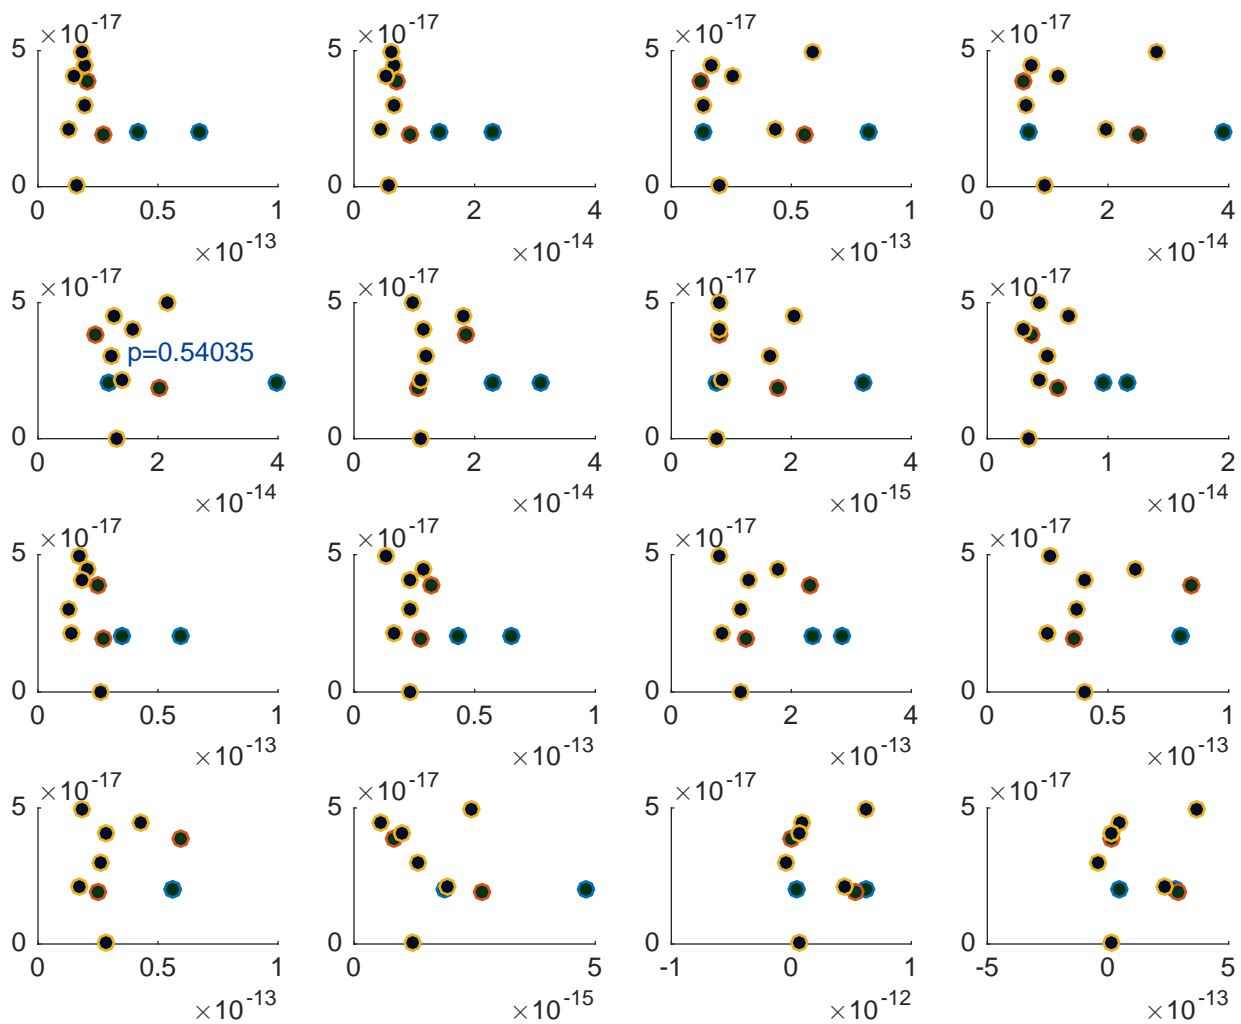 ×10-17 ×10-17 ×10-17 ×10-17
5 5 5 5
0 0 0 0
0 0.5 1 0 2 4 0 0.5 1 0 2 4
×10-13 ×10-14 ×10-13 ×10-14
×10-17 ×10-17 ×10-17 ×10-17
5 5 5 5
p=0.54035
0 0 0 0
0 2 4 0 2 4 0 2 4 0 1 2
×10-14 ×10-14 ×10-15 ×10-14
×10-17 ×10-17 ×10-17 ×10-17
5 5 5 5
0 0 0 0
0 0.5 1 0 0.5 1 0 2 4 0 0.5 1
×10-13 ×10-13 ×10-13 ×10-13
×10-17 ×10-17 ×10-17 ×10-17
5 5 5 5
0 0 0 0
0 0.5 1 0 5 -1 0 1 -5 0 5
×10-13 ×10-15 ×10-12 ×10-13